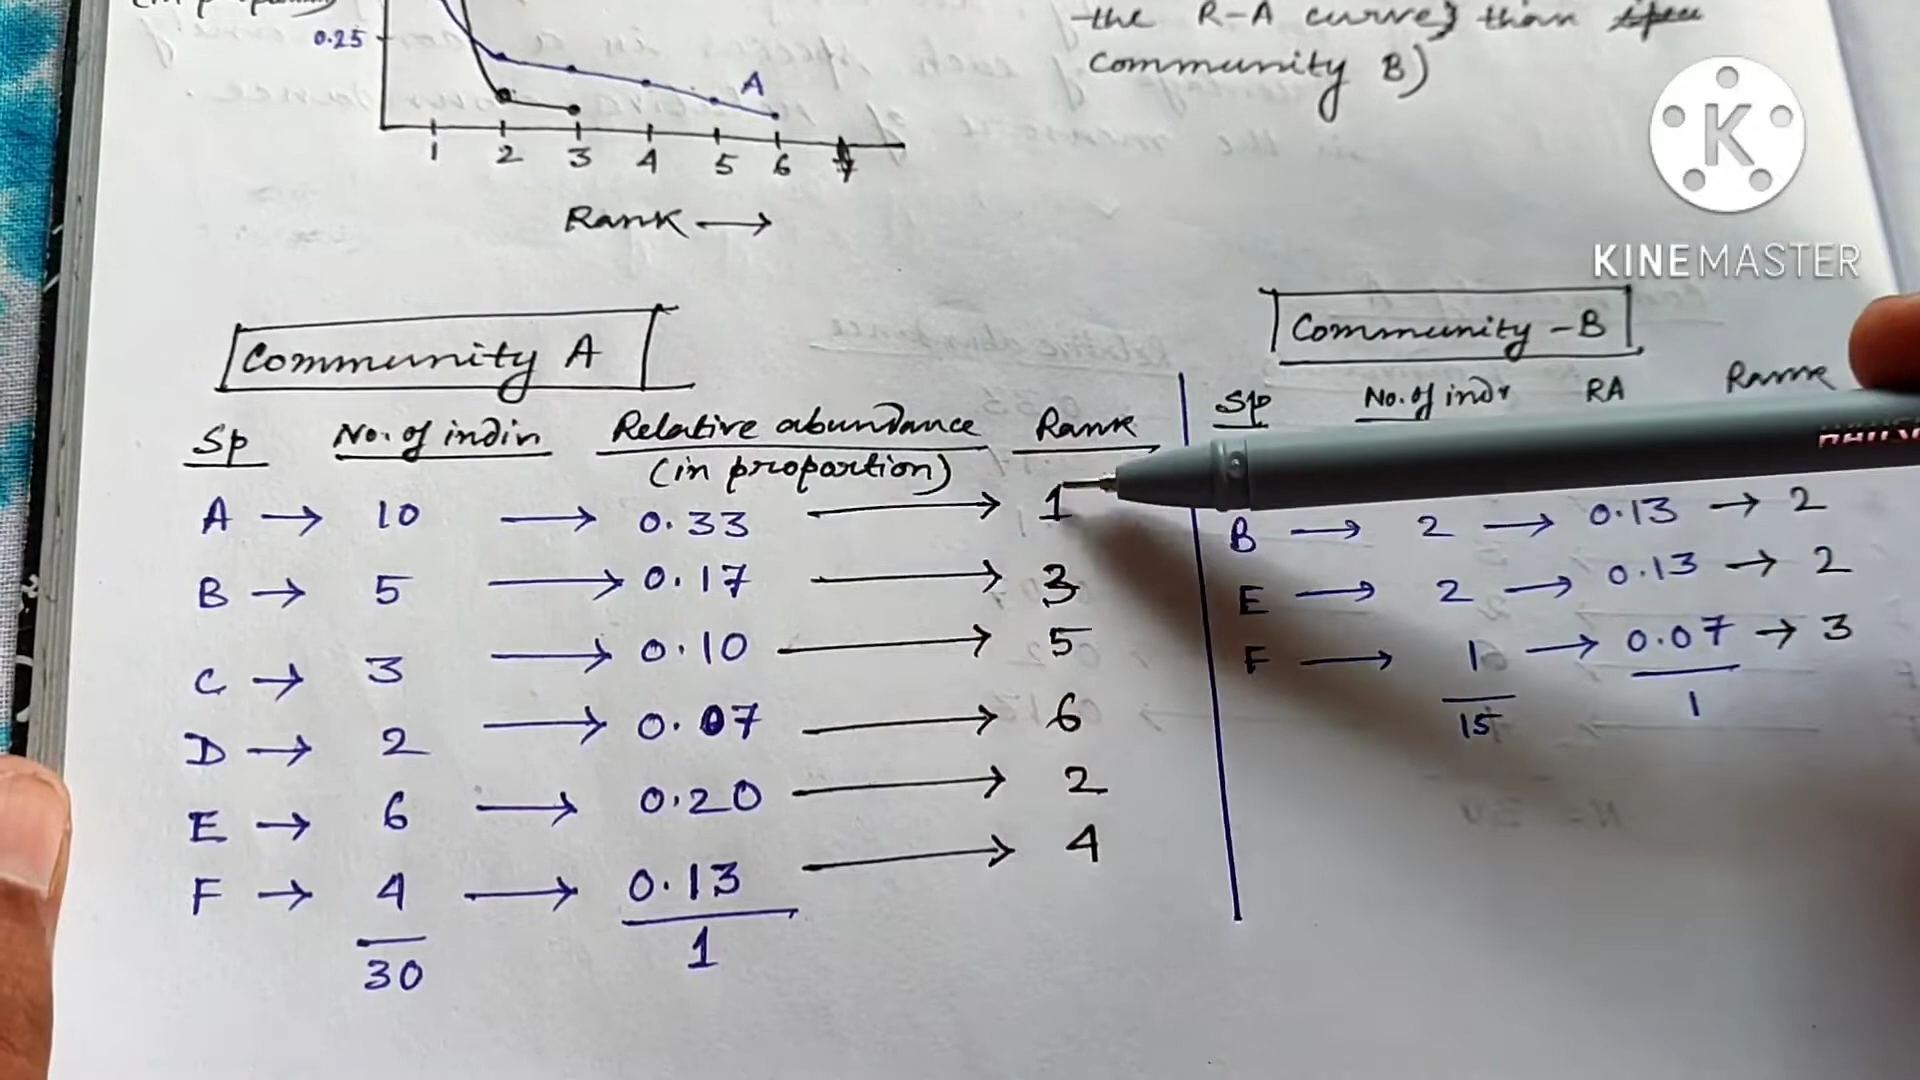 the R-A curve} than
Community B)
0.25
A
1 2 3 4 5 6 7
Rank →
KINEMASTER
Community A
Sp No. of indin Relative abundance Rank
(in proportion)
A → 10 → 0.33 → 1
B → 5 → 0.17 → 3
C → 3 → 0.10 → 5
D → 2 → 0.07 → 6
E → 6 → 0.20 → 2
F → 4 → 0.13 → 4
30 1
Community - B
Sp No. of indv RA Rank
B → 2 → 0.13 → 2
E → 2 → 0.13 → 2
F → 1 → 0.07 → 3
15 1